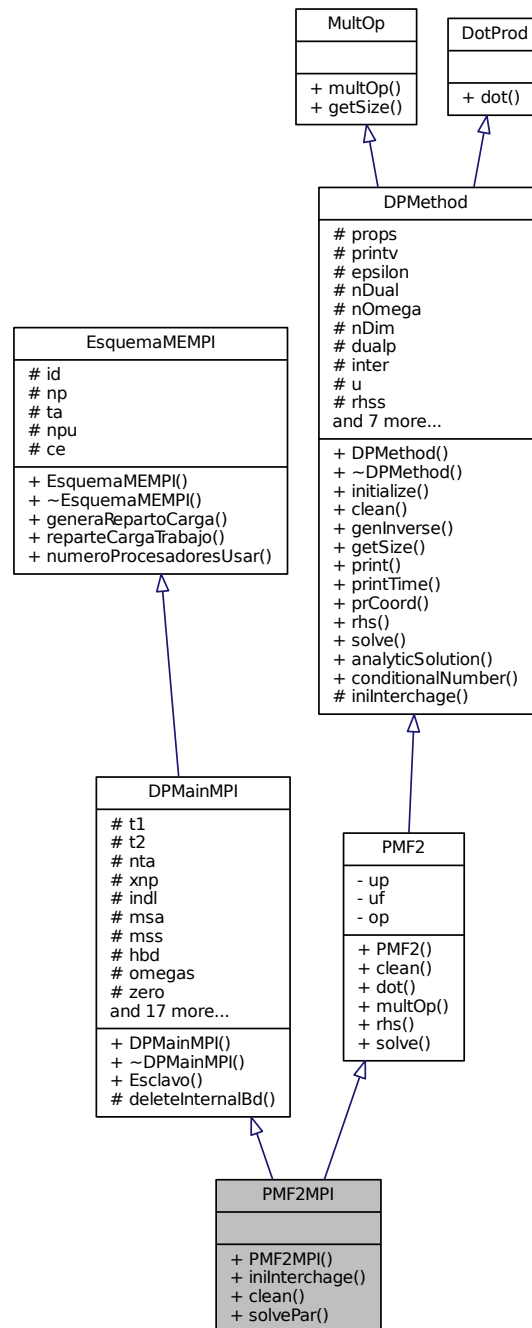 MultOp
+ multOp()
+ getSize()
DotProd
+ dot()
DPMethod
# props
# printv
# epsilon
# nDual
# nOmega
# nDim
# dualp
# inter
# u
# rhss
and 7 more...
+ DPMethod()
+ ~DPMethod()
+ initialize()
+ clean()
+ genInverse()
+ getSize()
+ print()
+ printTime()
+ prCoord()
+ rhs()
+ solve()
+ analyticSolution()
+ conditionalNumber()
# iniInterchage()
EsquemaMEMPI
# id
# np
# ta
# npu
# ce
+ EsquemaMEMPI()
+ ~EsquemaMEMPI()
+ generaRepartoCarga()
+ reparteCargaTrabajo()
+ numeroProcesadoresUsar()
DPMainMPI
# t1
# t2
# nta
# xnp
# indl
# msa
# mss
# hbd
# omegas
# zero
and 17 more...
+ DPMainMPI()
+ ~DPMainMPI()
+ Esclavo()
# deleteInternalBd()
PMF2
- up
- uf
- op
+ PMF2()
+ clean()
+ dot()
+ multOp()
+ rhs()
+ solve()
PMF2MPI
+ PMF2MPI()
+ iniInterchage()
+ clean()
+ solvePar()